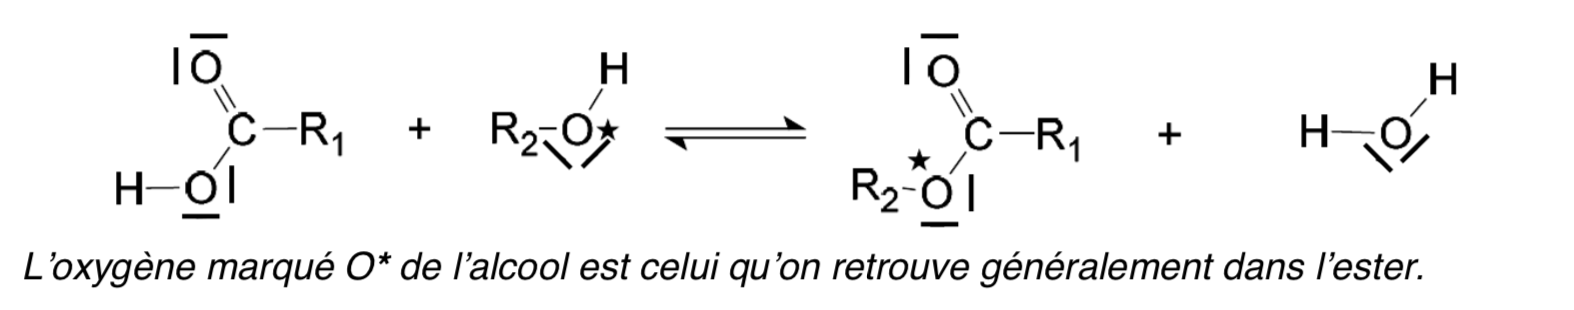 O C R₁ H O + R₂ O★ H ⇌ O C R₁ R₂ ★ O + H O H
L'oxygène marqué O* de l'alcool est celui qu'on retrouve généralement dans l'ester.